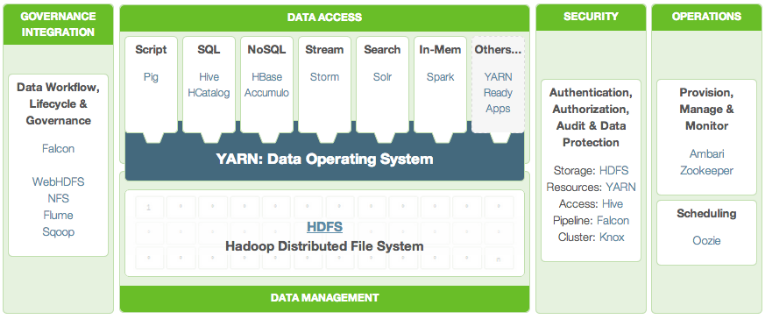 GOVERNANCE
INTEGRATION
Data Workflow,
Lifecycle &
Governance
Falcon
WebHDFS
NFS
Flume
Sqoop
DATA ACCESS
Script
Pig
SQL
Hive
HCatalog
NoSQL
HBase
Accumulo
Stream
Storm
Search
Solr
In-Mem
Spark
Others...
YARN
Ready
Apps
YARN: Data Operating System
1
HDFS
Hadoop Distributed File System
DATA MANAGEMENT
SECURITY
Authentication,
Authorization,
Audit & Data
Protection
Storage: HDFS
Resources: YARN
Access: Hive
Pipeline: Falcon
Cluster: Knox
OPERATIONS
Provision,
Manage &
Monitor
Ambari
Zookeeper
Scheduling
Oozie